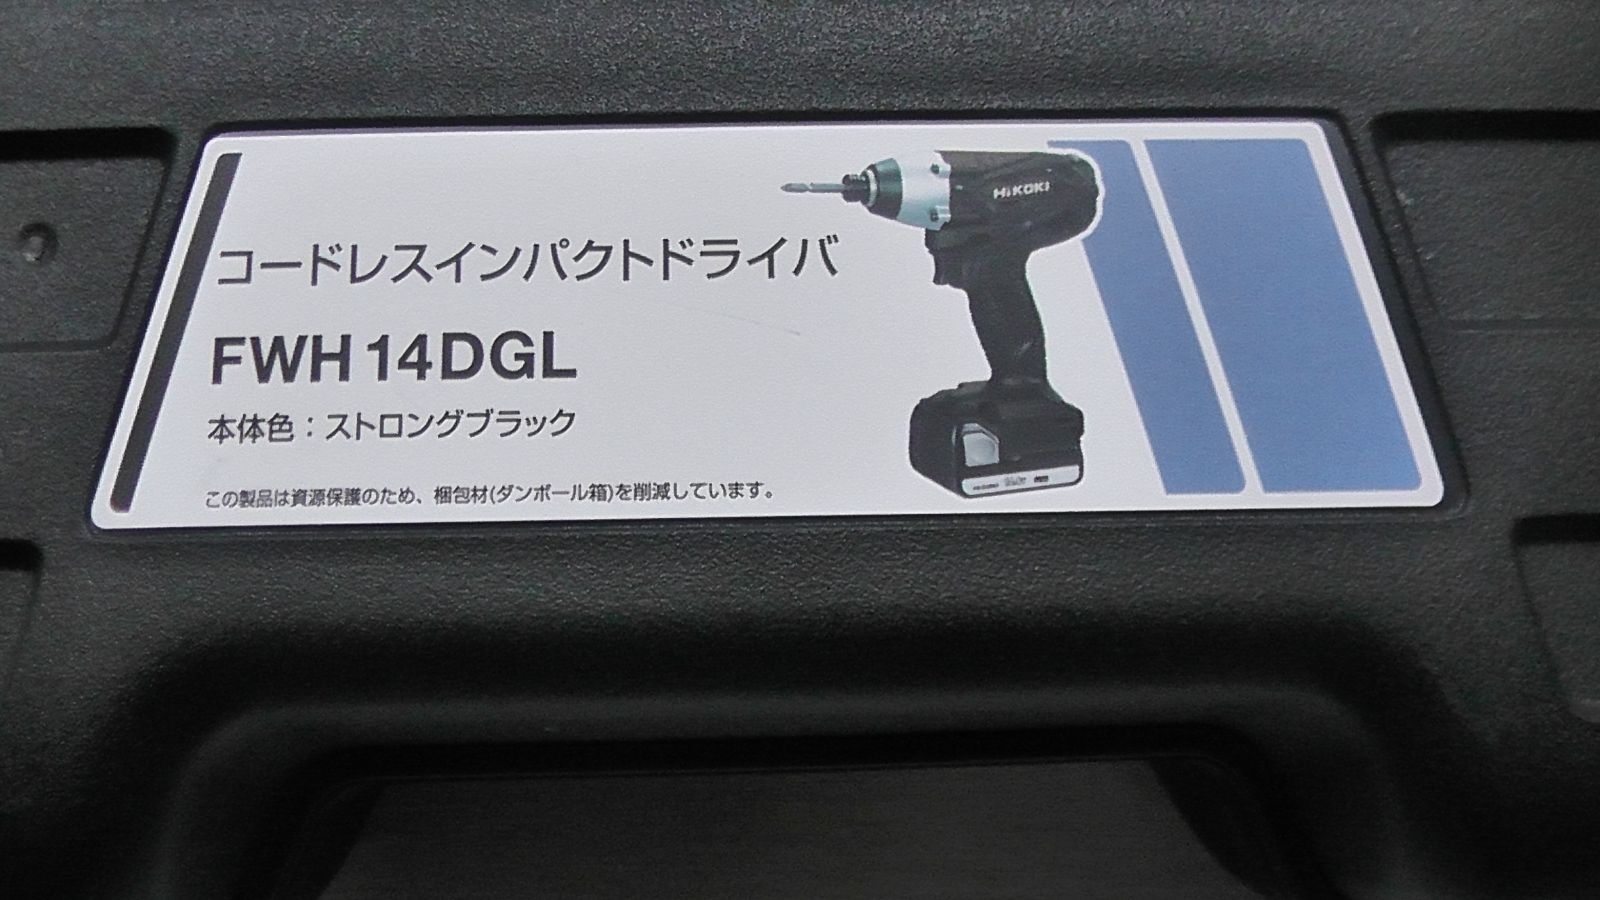 コードレスインパクトドライバ
HiKOKI
FWH 14DGL
本体色：ストロングブラック
この製品は資源保護のため、梱包材(ダンボール箱)を削減しています。